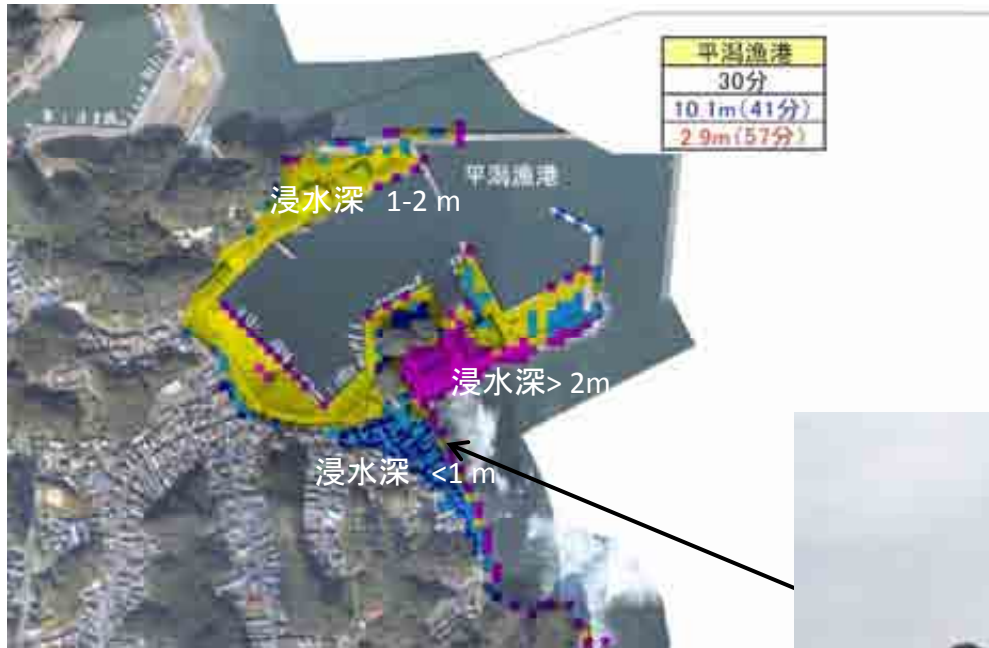 平潟漁港
30分
10.1m(41分)
2.9m(57分)
平潟漁港
浸水深 1-2 m
浸水深> 2m
浸水深 <1 m